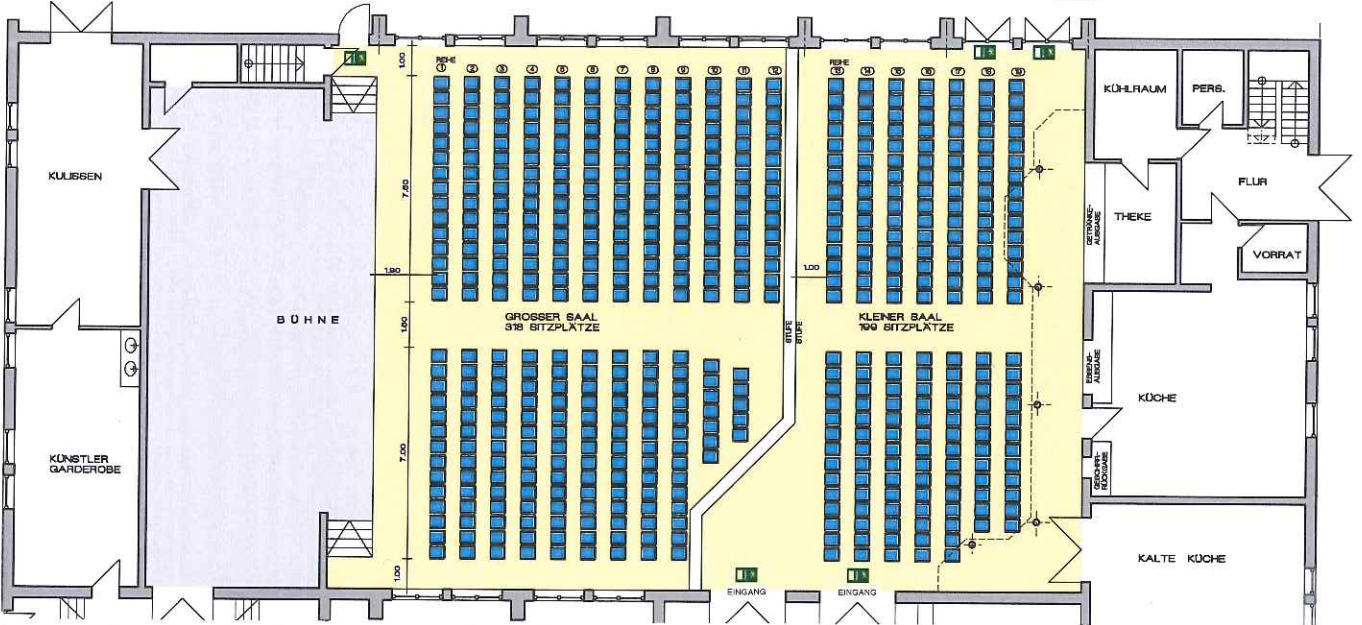 REIHE
1
2
3
4
5
6
7
8
9
10
11
12
REIHE
13
14
15
16
17
18
19
1.00
KÜHLRAUM
PERS.
KULISSEN
7.50
FLUR
GETRÄNKE-
AUSGABE
THEKE
VORRAT
1.90
1.00
BÜHNE
1.60
GROSSER SAAL
318 SITZPLÄTZE
STUFE
STUFE
KLEINER SAAL
199 SITZPLÄTZE
ESSENS-
AUSGABE
KÜCHE
KÜNSTLER
GARDEROBE
7.00
GESCHIRR-
RÜCKGABE
KALTE KÜCHE
1.00
EINGANG
EINGANG